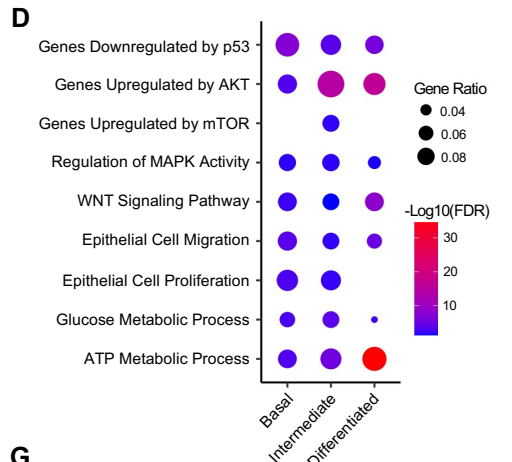 D
Genes Downregulated by p53
Genes Upregulated by AKT
Genes Upregulated by mTOR
Regulation of MAPK Activity
WNT Signaling Pathway
Epithelial Cell Migration
Epithelial Cell Proliferation
Glucose Metabolic Process
ATP Metabolic Process
Basal
Intermediate
Differentiated
Gene Ratio
0.04
0.06
0.08
-Log10(FDR)
30
20
10
G